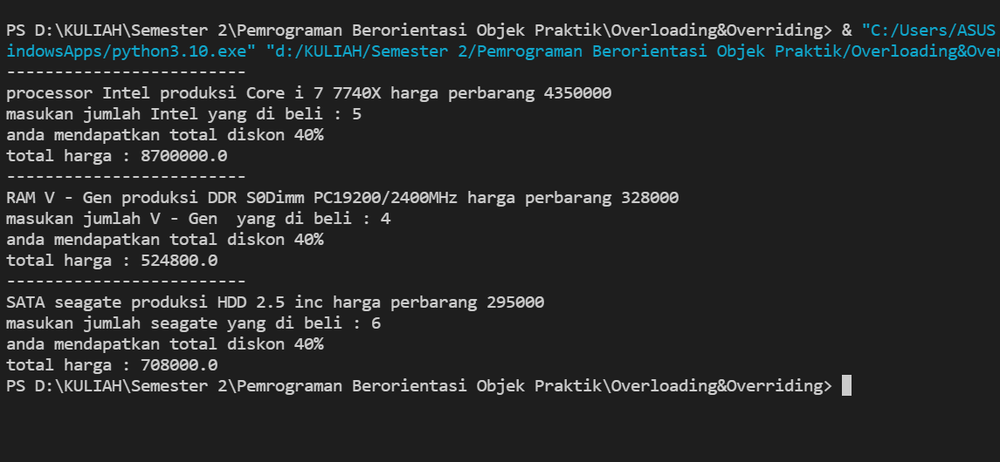 PS D:\KULIAH\Semester 2\Pemrograman Berorientasi Objek Praktik\Overloading&Overriding> & "C:/Users/ASUS
indowsApps/python3.10.exe" "d:/KULIAH/Semester 2/Pemrograman Berorientasi Objek Praktik/Overloading&Over
-------------------------
processor Intel produksi Core i 7 7740X harga perbarang 4350000
masukan jumlah Intel yang di beli : 5
anda mendapatkan total diskon 40%
total harga : 8700000.0
-------------------------
RAM V - Gen produksi DDR S0Dimm PC19200/2400MHz harga perbarang 328000
masukan jumlah V - Gen  yang di beli : 4
anda mendapatkan total diskon 40%
total harga : 524800.0
-------------------------
SATA seagate produksi HDD 2.5 inc harga perbarang 295000
masukan jumlah seagate yang di beli : 6
anda mendapatkan total diskon 40%
total harga : 708000.0
PS D:\KULIAH\Semester 2\Pemrograman Berorientasi Objek Praktik\Overloading&Overriding>